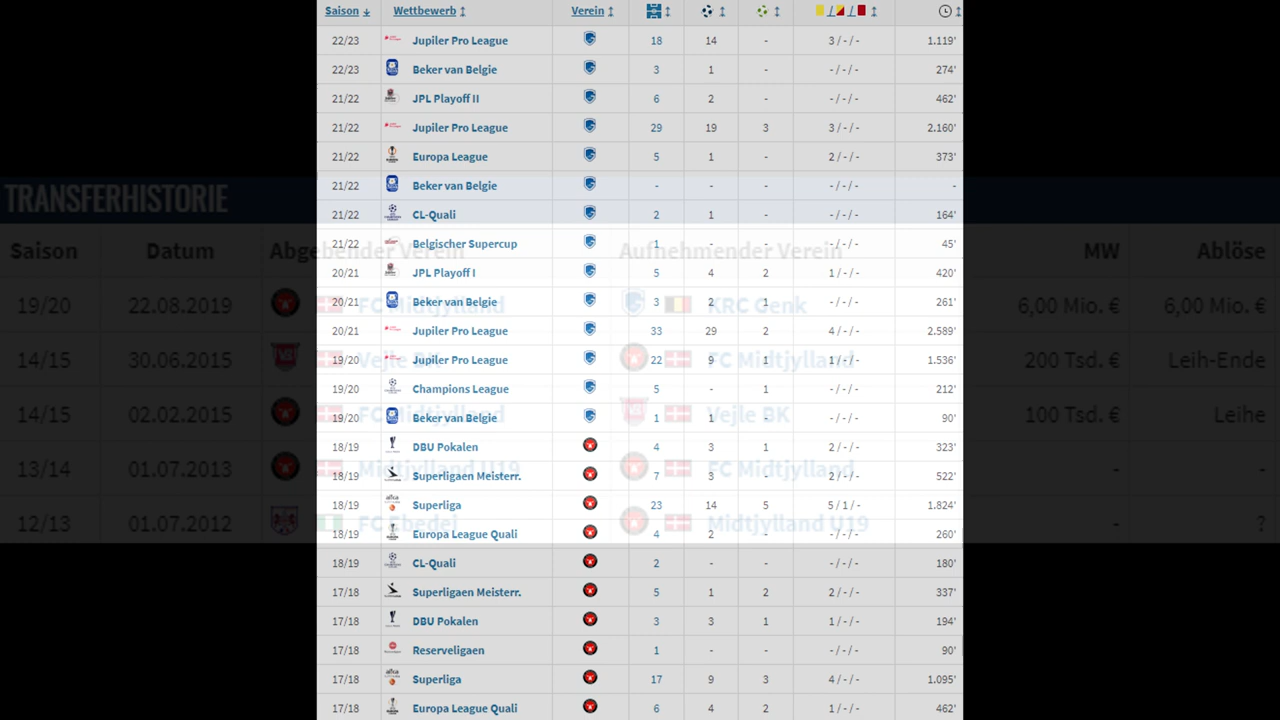 Saison Wettbewerb Verein
22/23 Jupiler Pro League 18 14 - 3 / - / - 1.119'
22/23 Beker van Belgie 3 1 - - / - / - 274'
21/22 JPL Playoff II 6 2 - - / - / - 462'
21/22 Jupiler Pro League 29 19 3 3 / - / - 2.160'
21/22 Europa League 5 1 - 2 / - / - 373'
21/22 Beker van Belgie - - - - / - / - -
21/22 CL-Quali 2 1 - - / - / - 164'
21/22 Belgischer Supercup 1 - - - / - / - 45'
20/21 JPL Playoff I 5 4 2 1 / - / - 420'
20/21 Beker van Belgie 3 2 1 - / - / - 261'
20/21 Jupiler Pro League 33 29 2 4 / - / - 2.589'
19/20 Jupiler Pro League 22 9 1 1 / - / - 1.536'
19/20 Champions League 5 - 1 - / - / - 212'
19/20 Beker van Belgie 1 1 - - / - / - 90'
18/19 DBU Pokalen 4 3 1 2 / - / - 323'
18/19 Superligaen Meisterr. 7 3 - 2 / - / - 522'
18/19 Superliga 23 14 5 5 / 1 / - 1.824'
18/19 Europa League Quali 4 2 - - / - / - 260'
18/19 CL-Quali 2 - - - / - / - 180'
17/18 Superligaen Meisterr. 5 1 2 2 / - / - 337'
17/18 DBU Pokalen 3 3 1 1 / - / - 194'
17/18 Reserveligaen 1 - - - / - / - 90'
17/18 Superliga 17 9 3 4 / - / - 1.095'
17/18 Europa League Quali 6 4 2 1 / - / - 462'
TRANSFERHISTORIE
Saison Datum Abgebender Verein Aufnehmender Verein MW Ablöse
19/20 22.08.2019 FC Midtjylland KRC Genk 6,00 Mio. € 6,00 Mio. €
14/15 30.06.2015 Vejle BK FC Midtjylland 200 Tsd. € Leih-Ende
14/15 02.02.2015 FC Midtjylland Vejle BK 100 Tsd. € Leihe
13/14 01.07.2013 Midtjylland U19 FC Midtjylland - -
12/13 01.07.2012 FC Ebedei Midtjylland U19 - ?